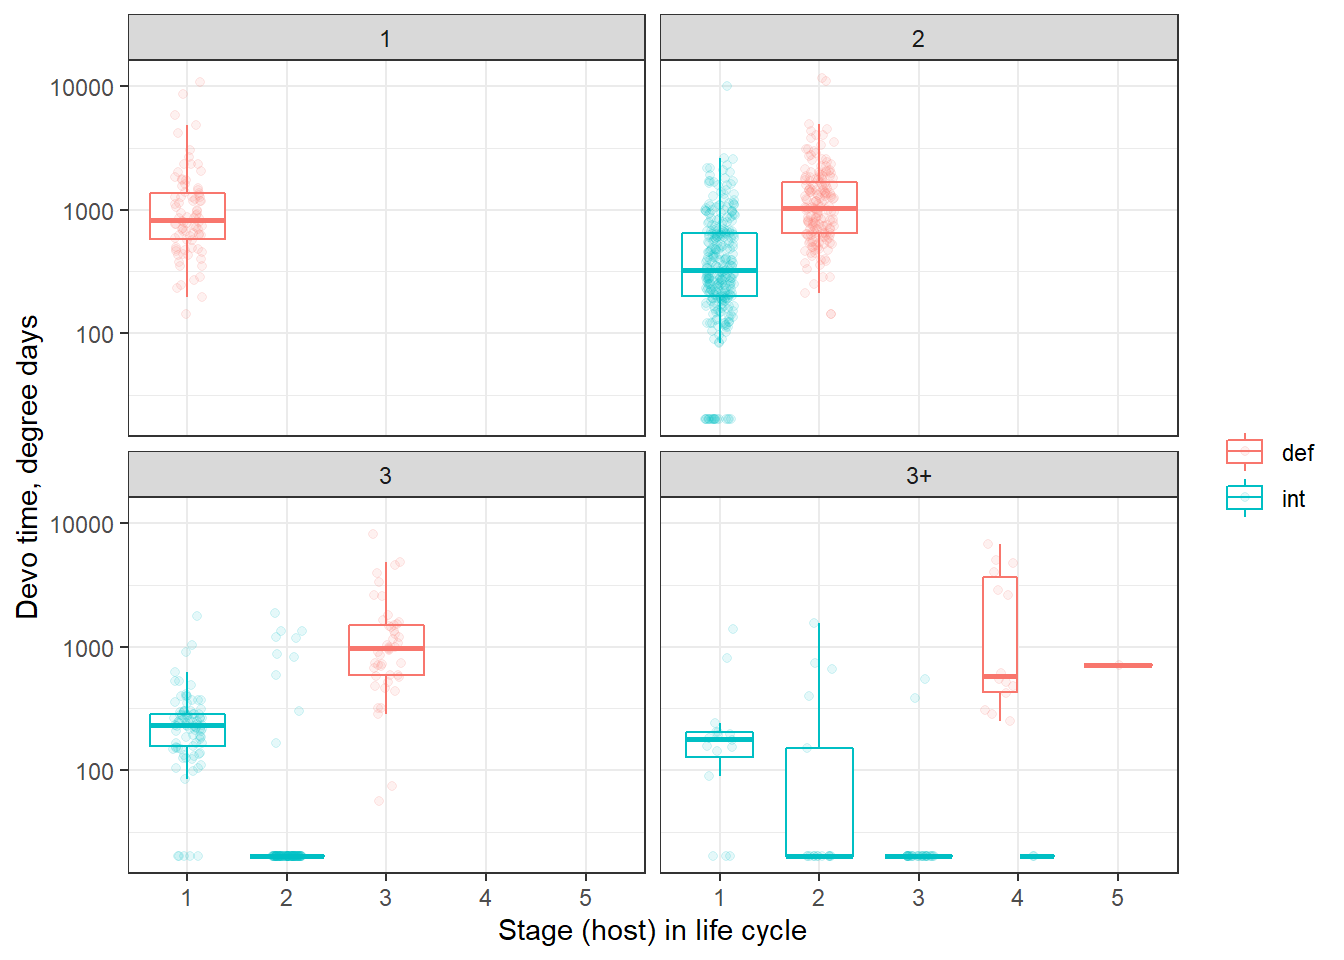 1
2
10000
1000
100
3
3+
10000
1000
100
1 2 3 4 5
1 2 3 4 5
Stage (host) in life cycle
Devo time, degree days
def
int